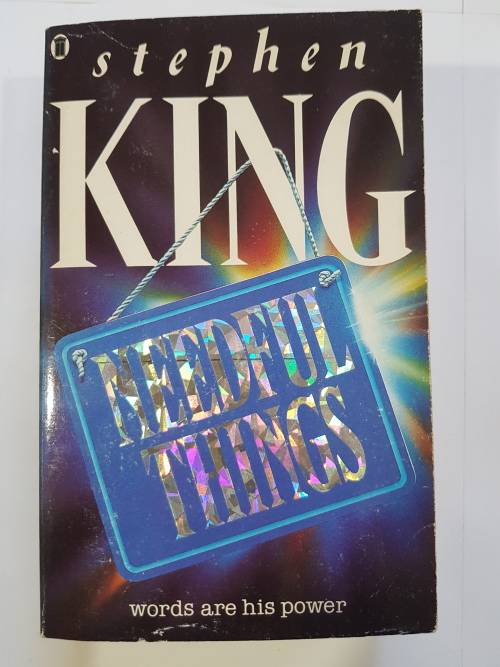 stephen
KING
NEEDFUL
THINGS
words are his power